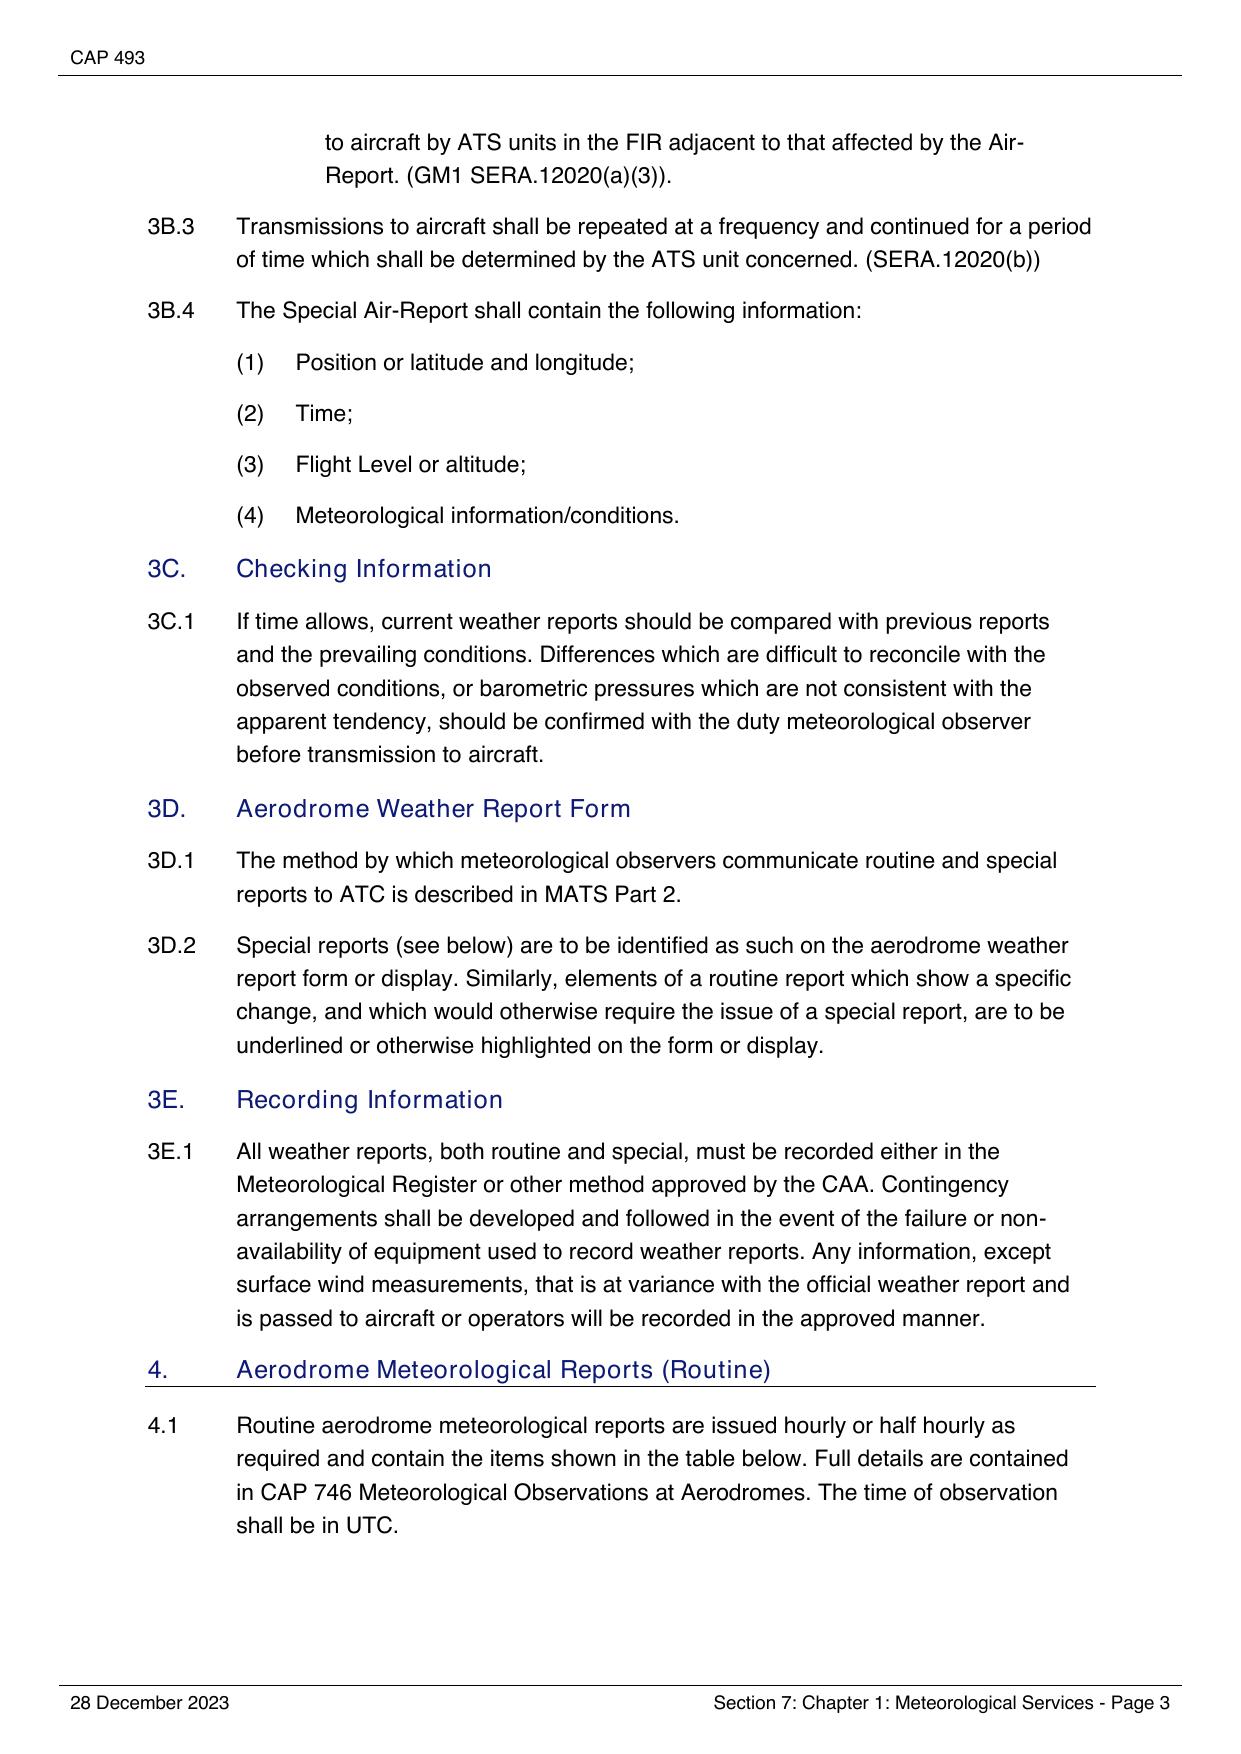 CAP 493
to aircraft by ATS units in the FIR adjacent to that affected by the Air-
Report. (GM1 SERA.12020(a)(3)).
3B.3 Transmissions to aircraft shall be repeated at a frequency and continued for a period
of time which shall be determined by the ATS unit concerned. (SERA.12020(b))
3B.4 The Special Air-Report shall contain the following information:
(1) Position or latitude and longitude;
(2) Time;
(3) Flight Level or altitude;
(4) Meteorological information/conditions.
3C. Checking Information
3C.1 If time allows, current weather reports should be compared with previous reports
and the prevailing conditions. Differences which are difficult to reconcile with the
observed conditions, or barometric pressures which are not consistent with the
apparent tendency, should be confirmed with the duty meteorological observer
before transmission to aircraft.
3D. Aerodrome Weather Report Form
3D.1 The method by which meteorological observers communicate routine and special
reports to ATC is described in MATS Part 2.
3D.2 Special reports (see below) are to be identified as such on the aerodrome weather
report form or display. Similarly, elements of a routine report which show a specific
change, and which would otherwise require the issue of a special report, are to be
underlined or otherwise highlighted on the form or display.
3E. Recording Information
3E.1 All weather reports, both routine and special, must be recorded either in the
Meteorological Register or other method approved by the CAA. Contingency
arrangements shall be developed and followed in the event of the failure or non-
availability of equipment used to record weather reports. Any information, except
surface wind measurements, that is at variance with the official weather report and
is passed to aircraft or operators will be recorded in the approved manner.
4. Aerodrome Meteorological Reports (Routine)
4.1 Routine aerodrome meteorological reports are issued hourly or half hourly as
required and contain the items shown in the table below. Full details are contained
in CAP 746 Meteorological Observations at Aerodromes. The time of observation
shall be in UTC.
28 December 2023 Section 7: Chapter 1: Meteorological Services - Page 3